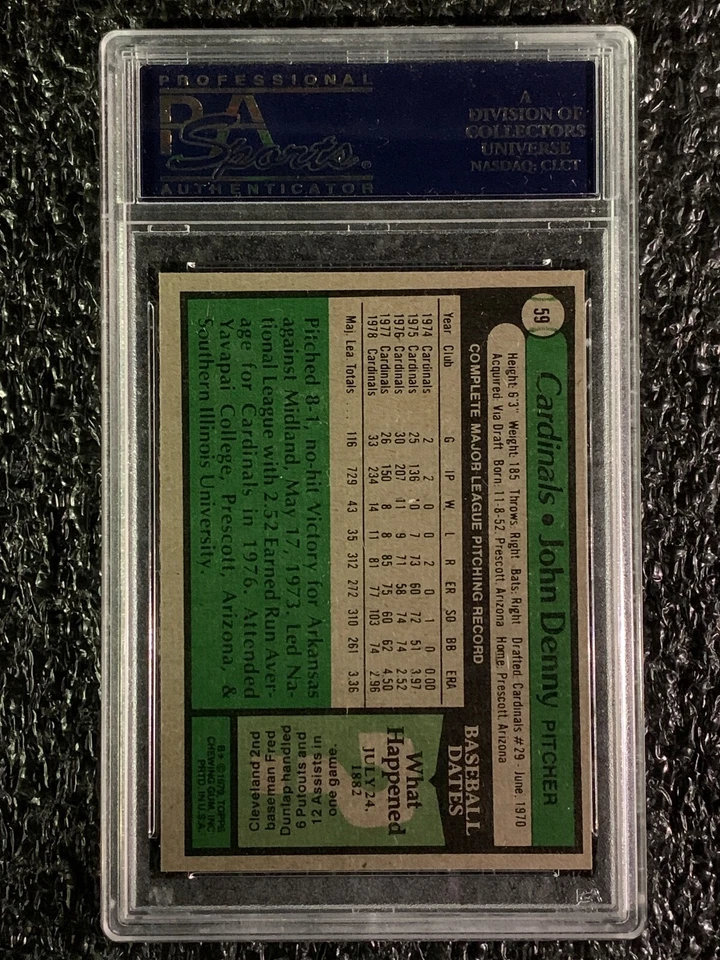 PROFESSIONAL
PSA
Sports®
AUTHENTICATOR
A
DIVISION OF
COLLECTORS
UNIVERSE
NASDAQ: CLCT
59
Cardinals • John Denny PITCHER
Height: 6'3" Weight: 185 Throws: Right Bats: Right Drafted: Cardinals #29 - June, 1970
Acquired: Via Draft Born: 11-8-52, Prescott, Arizona Home: Prescott, Arizona
COMPLETE MAJOR LEAGUE PITCHING RECORD
Year Club G IP W L R ER SO BB ERA
1974 Cardinals 2 2 0 0 2 0 1 0 0.00
1975 Cardinals 25 136 10 7 73 60 72 51 3.97
1976 Cardinals 30 207 11 9 71 58 74 74 2.52
1977 Cardinals 26 150 8 8 85 75 60 62 4.50
1978 Cardinals 33 234 14 11 81 77 103 74 2.96
Maj. Lea Totals ... 116 729 43 35 312 272 310 261 3.36
Pitched 8-1, no-hit Victory for Arkansas
against Midland, May 17, 1973. Led Na-
tional League with 2.52 Earned Run Aver-
age for Cardinals in 1976. Attended
Yavapai College, Prescott Arizona, &
Southern Illinois University.
BASEBALL
DATES
What
Happened
JULY 24,
1882
Cleveland 2nd
baseman Fred
Dunlap handled
6 Putouts and
12 Assists in
one game.
B* ©1979 TOPPS
CHEWING GUM, INC.
PRTD. IN U.S.A.